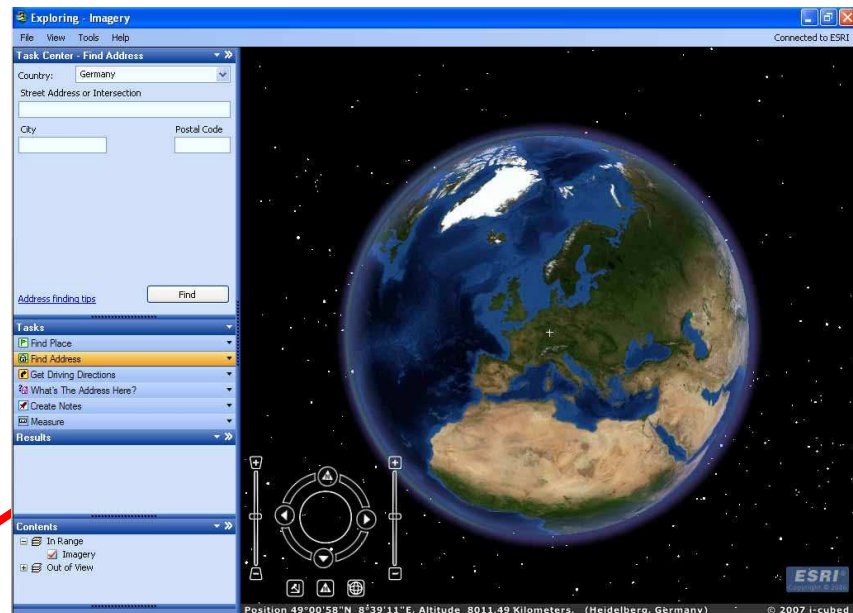 Exploring - Imagery
File View Tools Help
Connected to ESRI
Task Center - Find Address
Country: Germany
Street Address or Intersection
City Postal Code
Address finding tips
Find
Tasks
Find Place
Find Address
Get Driving Directions
What's The Address Here?
Create Notes
Measure
Results
Contents
In Range
Imagery
Out of View
ESRI
Copyright © 2006
Position 49°00'58"N 8°39'11"E, Altitude 8011.49 Kilometers, (Heidelberg, Germany) © 2007 i-cubed